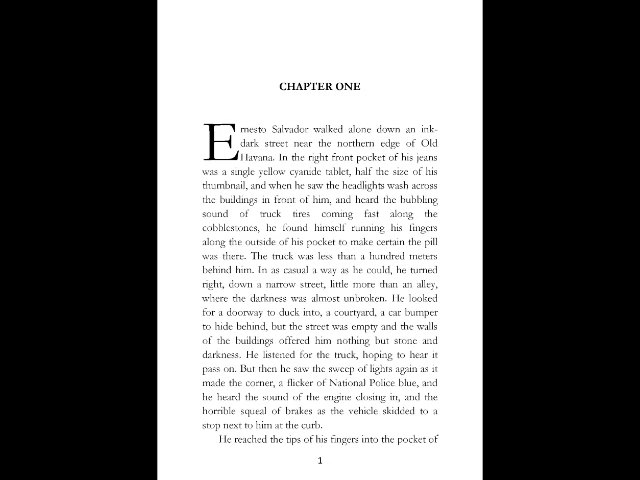 CHAPTER ONE
Ernesto Salvador walked alone down an ink-
dark street near the northern edge of Old
Havana. In the right front pocket of his jeans
was a single yellow cyanide tablet, half the size of his
thumbnail, and when he saw the headlights wash across
the buildings in front of him, and heard the bubbling
sound of truck tires coming fast along the
cobblestones, he found himself running his fingers
along the outside of his pocket to make certain the pill
was there. The truck was less than a hundred meters
behind him. In as casual a way as he could, he turned
right, down a narrow street, little more than an alley,
where the darkness was almost unbroken. He looked
for a doorway to duck into, a courtyard, a car bumper
to hide behind, but the street was empty and the walls
of the buildings offered him nothing but stone and
darkness. He listened for the truck, hoping to hear it
pass on. But then he saw the sweep of lights again as it
made the corner, a flicker of National Police blue, and
he heard the sound of the engine closing in, and the
horrible squeal of brakes as the vehicle skidded to a
stop next to him at the curb.
He reached the tips of his fingers into the pocket of
1